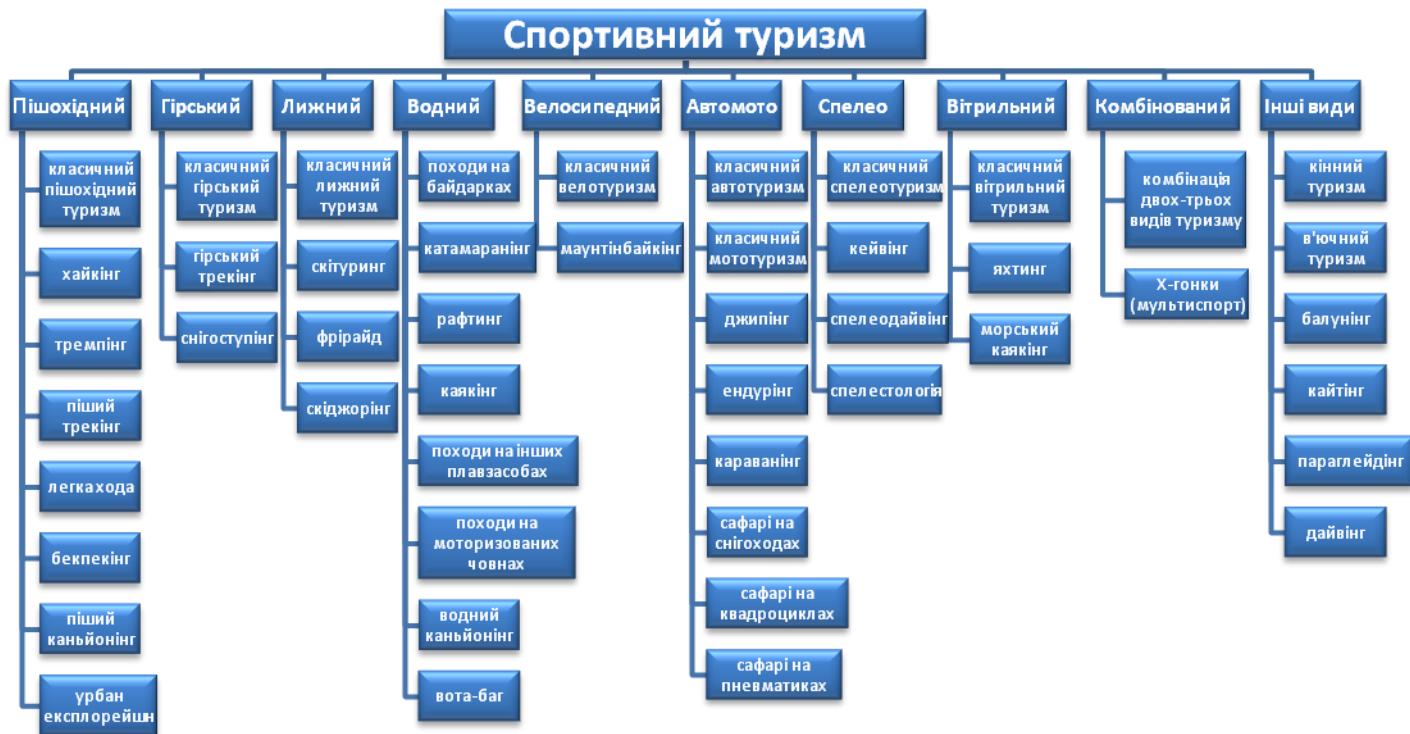 Спортивний туризм
Пішохідний
Гірський
Лижний
Водний
Велосипедний
Автомото
Спелео
Вітрильний
Комбінований
Інші види
класичний
пішохідний
туризм
хайкінг
тремпінг
піший
трекінг
легка хода
бекпекінг
піший
каньйонінг
урбан
експлорейшн
класичний
гірський
туризм
гірський
трекінг
снігоступінг
класичний
лижний
туризм
скітуринг
фрірайд
скіджорінг
походи на
байдарках
катамаранінг
рафтинг
каякінг
походи на інших
плавзасобах
походи на
моторизованих
човнах
водний
каньйонінг
вота-баг
класичний
велотуризм
маунтінбайкінг
класичний
автотуризм
класичний
мототуризм
джипінг
ендурінг
караванінг
сафарі на
снігоходах
сафарі на
квадроциклах
сафарі на
пневматиках
класичний
спелеотуризм
кейвінг
спелеодайвінг
спелестологія
класичний
вітрильний
туризм
яхтинг
морський
каякінг
комбінація
двох-трьох
видів туризму
Х-гонки
(мультиспорт)
кінний
туризм
в'ючний
туризм
балунінг
кайтінг
параглейдінг
дайвінг